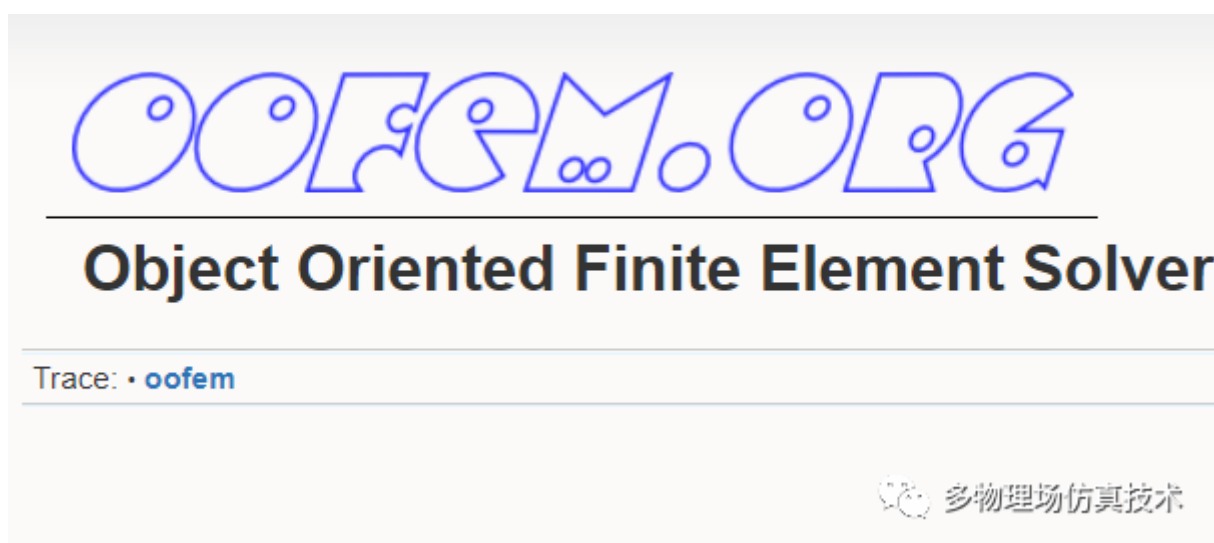 OOFEM.ORG
Object Oriented Finite Element Solver
Trace: • oofem
多物理场仿真技术